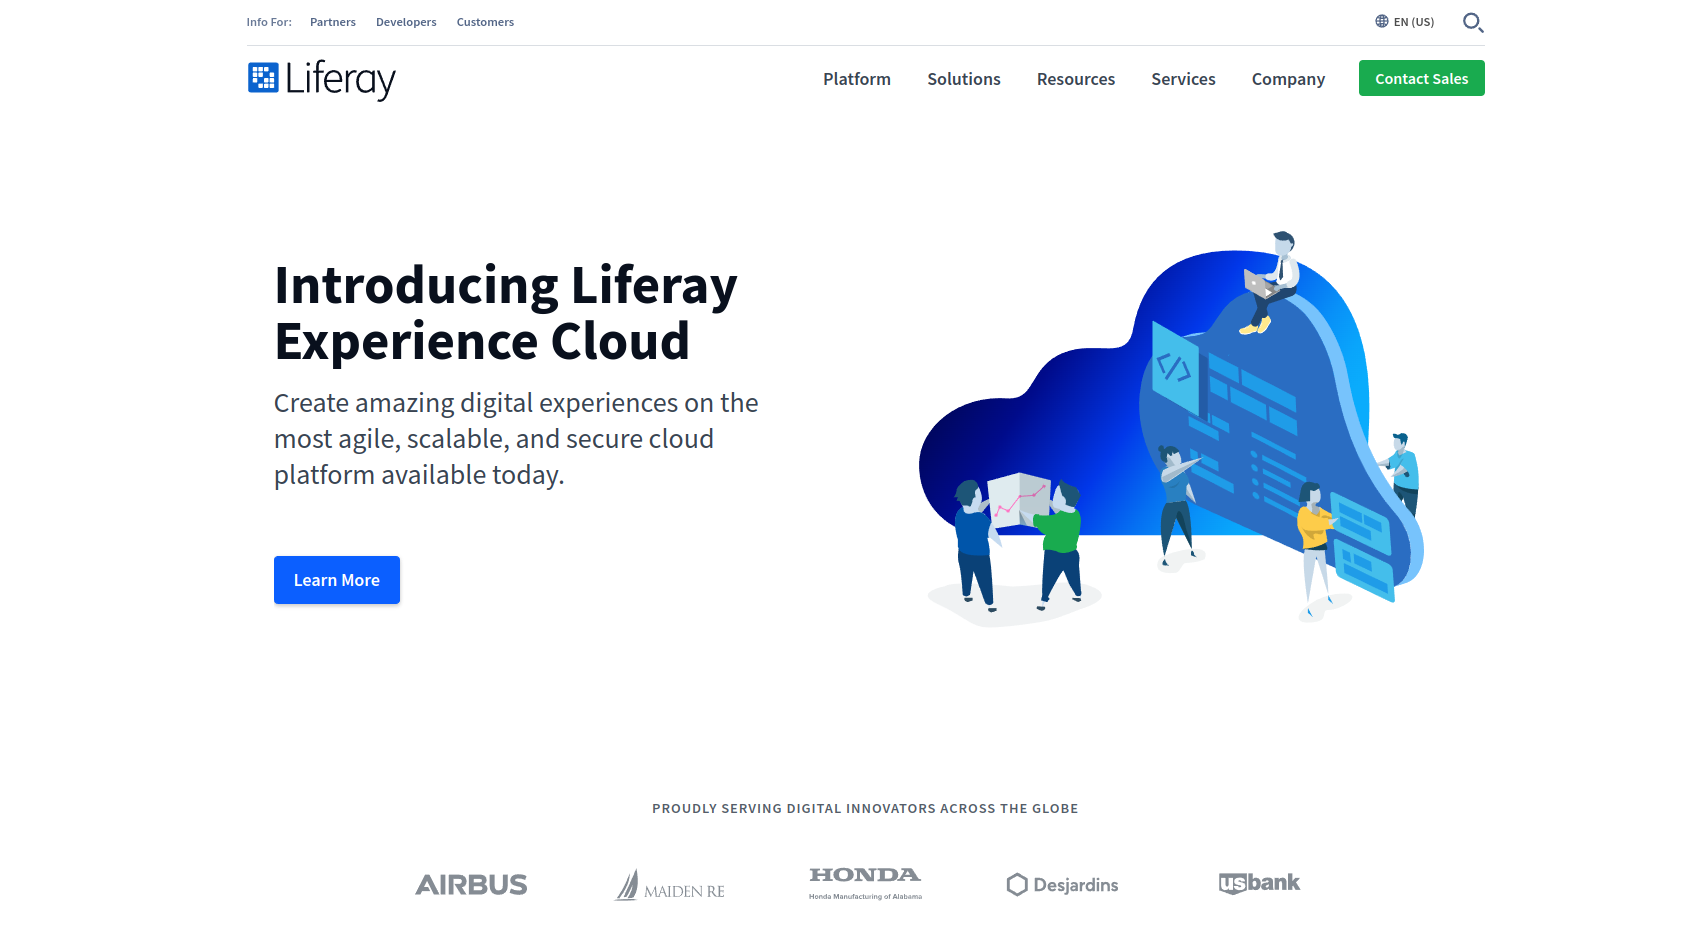 Info For: Partners Developers Customers EN (US)
Liferay Platform Solutions Resources Services Company Contact Sales
Introducing Liferay
Experience Cloud
Create amazing digital experiences on the
most agile, scalable, and secure cloud
platform available today.
Learn More
</>
PROUDLY SERVING DIGITAL INNOVATORS ACROSS THE GLOBE
AIRBUS MAIDEN RE HONDA Desjardins usbank
Honda Manufacturing of Alabama